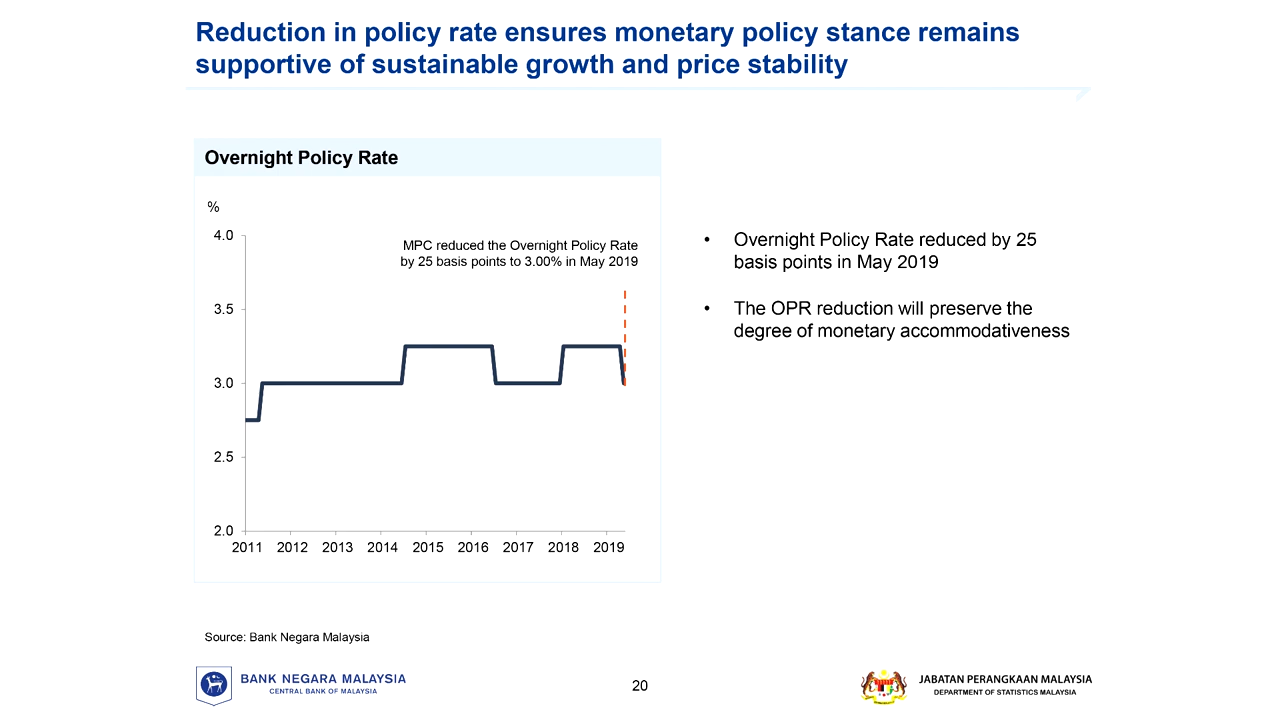 Reduction in policy rate ensures monetary policy stance remains
supportive of sustainable growth and price stability
Overnight Policy Rate
%
4.0
3.5
3.0
2.5
2.0
MPC reduced the Overnight Policy Rate
by 25 basis points to 3.00% in May 2019
2011 2012 2013 2014 2015 2016 2017 2018 2019
• Overnight Policy Rate reduced by 25
basis points in May 2019
• The OPR reduction will preserve the
degree of monetary accommodativeness
Source: Bank Negara Malaysia
BANK NEGARA MALAYSIA
CENTRAL BANK OF MALAYSIA
20
JABATAN PERANGKAAN MALAYSIA
DEPARTMENT OF STATISTICS MALAYSIA